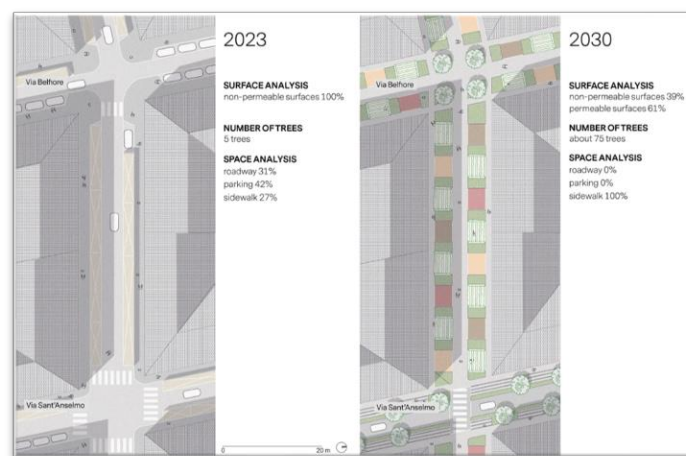 2023
Via Belfiore
SURFACE ANALYSIS
non-permeable surfaces 100%
NUMBER OF TREES
5 trees
SPACE ANALYSIS
roadway 31%
parking 42%
sidewalk 27%
Via Sant'Anselmo
0 20 m
2030
Via Belfiore
SURFACE ANALYSIS
non-permeable surfaces 39%
permeable surfaces 61%
NUMBER OF TREES
about 75 trees
SPACE ANALYSIS
roadway 0%
parking 0%
sidewalk 100%
Via Sant'Anselmo